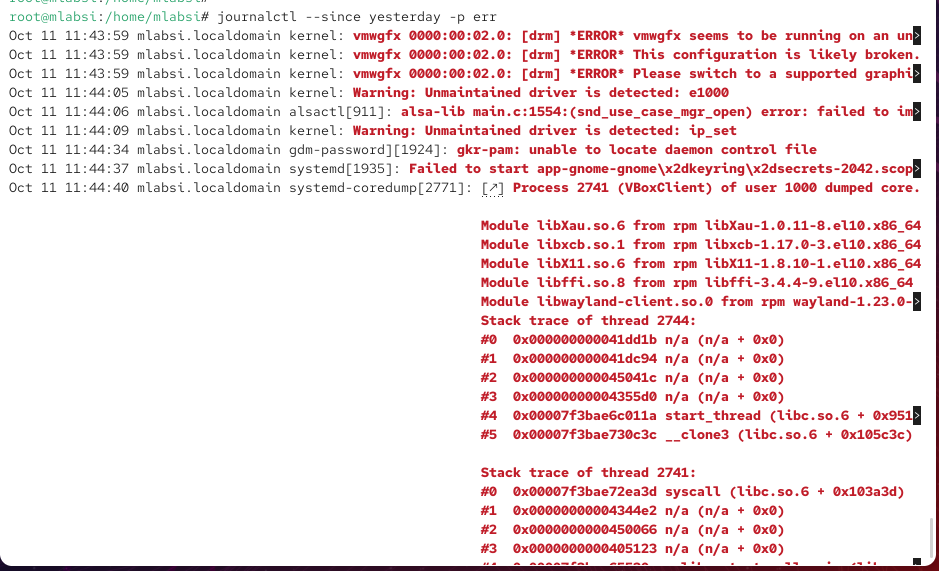 root@mlabsi:/home/mlabsi# journalctl --since yesterday -p err
Oct 11 11:43:59 mlabsi.localdomain kernel: vmwgfx 0000:00:02.0: [drm] *ERROR* vmwgfx seems to be running on an un>
Oct 11 11:43:59 mlabsi.localdomain kernel: vmwgfx 0000:00:02.0: [drm] *ERROR* This configuration is likely broken.
Oct 11 11:43:59 mlabsi.localdomain kernel: vmwgfx 0000:00:02.0: [drm] *ERROR* Please switch to a supported graphi>
Oct 11 11:44:05 mlabsi.localdomain kernel: Warning: Unmaintained driver is detected: e1000
Oct 11 11:44:06 mlabsi.localdomain alsactl[911]: alsa-lib main.c:1554:(snd_use_case_mgr_open) error: failed to im>
Oct 11 11:44:09 mlabsi.localdomain kernel: Warning: Unmaintained driver is detected: ip_set
Oct 11 11:44:34 mlabsi.localdomain gdm-password][1924]: gkr-pam: unable to locate daemon control file
Oct 11 11:44:37 mlabsi.localdomain systemd[1935]: Failed to start app-gnome-gnome\x2dkeyring\x2dsecrets-2042.scop>
Oct 11 11:44:40 mlabsi.localdomain systemd-coredump[2771]: [↗] Process 2741 (VBoxClient) of user 1000 dumped core.
Module libXau.so.6 from rpm libXau-1.0.11-8.el10.x86_64
Module libxcb.so.1 from rpm libxcb-1.17.0-3.el10.x86_64
Module libX11.so.6 from rpm libX11-1.8.10-1.el10.x86_64
Module libffi.so.8 from rpm libffi-3.4.4-9.el10.x86_64
Module libwayland-client.so.0 from rpm wayland-1.23.0->
Stack trace of thread 2744:
#0  0x000000000041dd1b n/a (n/a + 0x0)
#1  0x000000000041dc94 n/a (n/a + 0x0)
#2  0x000000000045041c n/a (n/a + 0x0)
#3  0x00000000004355d0 n/a (n/a + 0x0)
#4  0x00007f3bae6c011a start_thread (libc.so.6 + 0x951>
#5  0x00007f3bae730c3c __clone3 (libc.so.6 + 0x105c3c)
Stack trace of thread 2741:
#0  0x00007f3bae72ea3d syscall (libc.so.6 + 0x103a3d)
#1  0x00000000004344e2 n/a (n/a + 0x0)
#2  0x0000000000450066 n/a (n/a + 0x0)
#3  0x0000000000405123 n/a (n/a + 0x0)